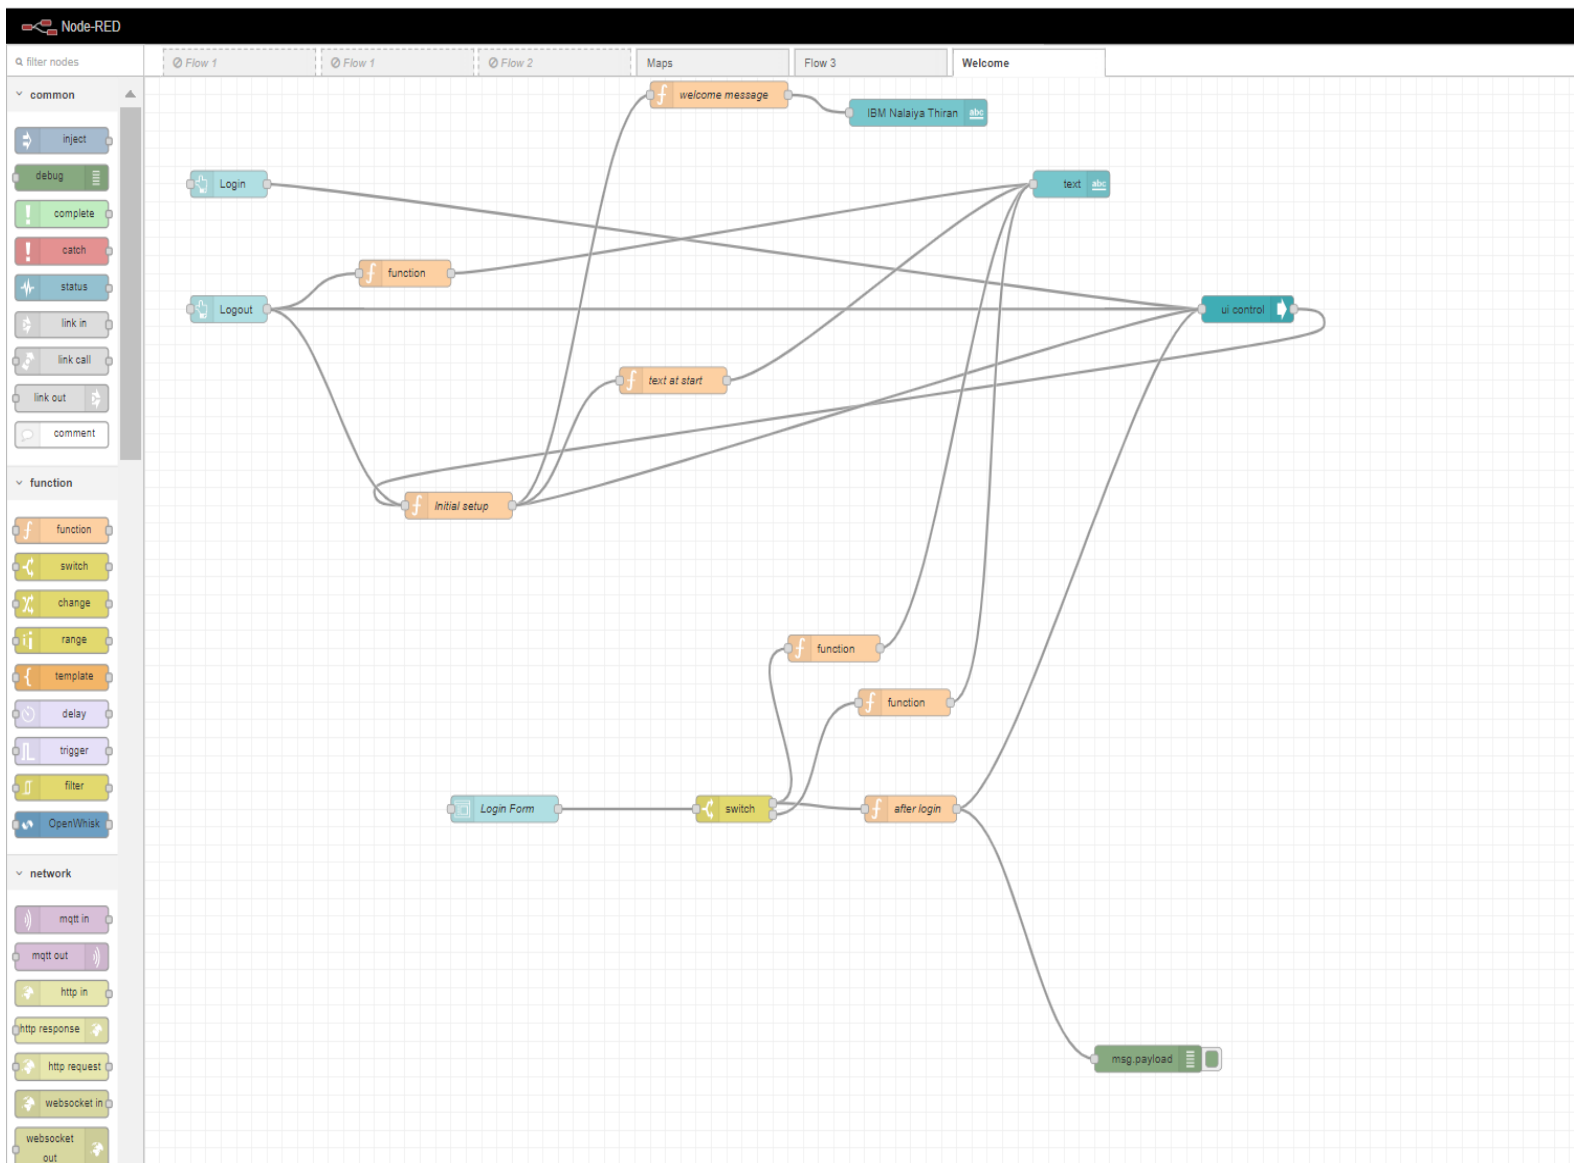 Node-RED
filter nodes
Flow 1
Flow 1
Flow 2
Maps
Flow 3
Welcome
common
inject
debug
complete
catch
status
link in
link call
link out
comment
function
function
switch
change
range
template
delay
trigger
filter
OpenWhisk
network
mqtt in
mqtt out
http in
http response
http request
websocket in
websocket
out
welcome message
IBM Nalaiya Thiran
abc
Login
text
abc
function
Logout
ui control
text at start
Initial setup
function
function
Login Form
switch
after login
msg.payload